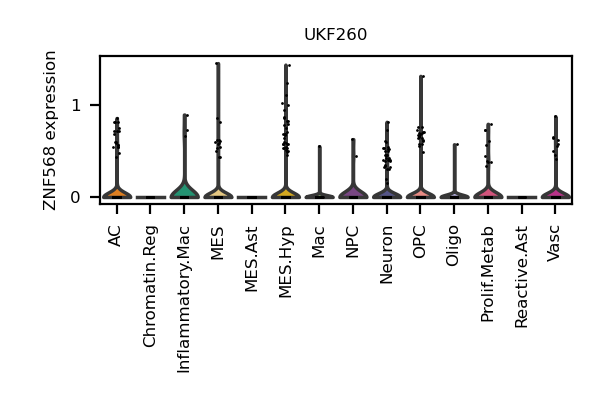 UKF260
ZNF568 expression
1
0
AC
Chromatin.Reg
Inflammatory.Mac
MES
MES.Ast
MES.Hyp
Mac
NPC
Neuron
OPC
Oligo
Prolif.Metab
Reactive.Ast
Vasc